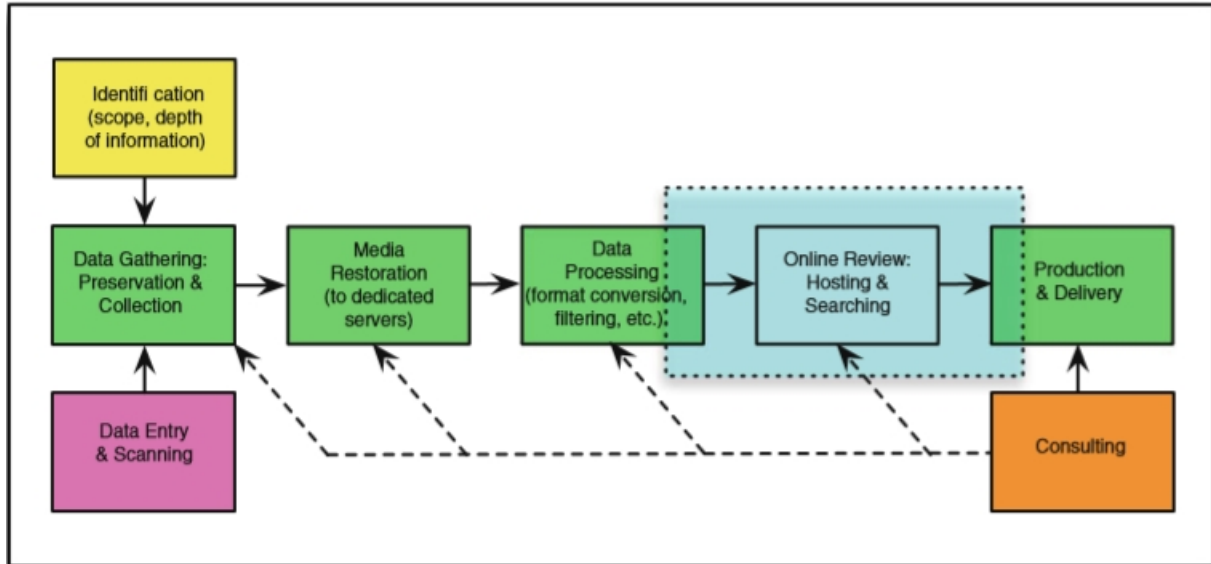 Identifi cation
(scope, depth
of information)
Data Gathering:
Preservation &
Collection
Media
Restoration
(to dedicated
servers)
Data
Processing
(format conversion,
filtering, etc.)
Online Review:
Hosting &
Searching
Production
& Delivery
Data Entry
& Scanning
Consulting